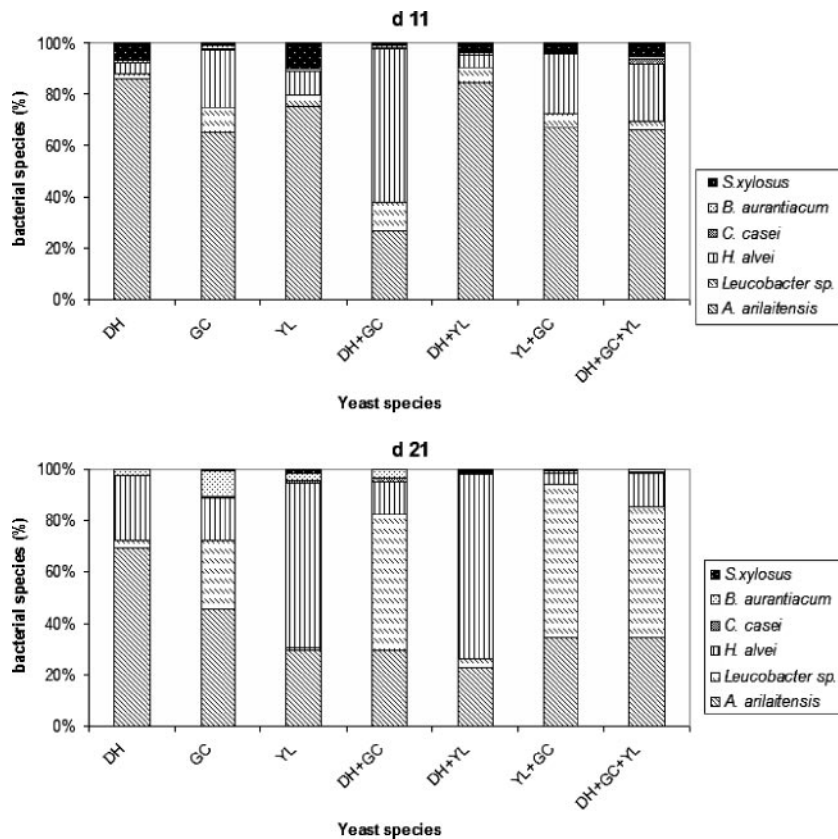 d 11
bacterial species (%)
100%
80%
60%
40%
20%
0%
DH
GC
YL
DH+GC
DH+YL
YL+GC
DH+GC+YL
Yeast species
S.xylosus
B. aurantiacum
C. casei
H. alvei
Leucobacter sp.
A. arilaitensis
d 21
bacterial species (%)
100%
80%
60%
40%
20%
0%
DH
GC
YL
DH+GC
DH+YL
YL+GC
DH+GC+YL
Yeast species
S.xylosus
B. aurantiacum
C. casei
H. alvei
Leucobacter sp.
A. arilaitensis